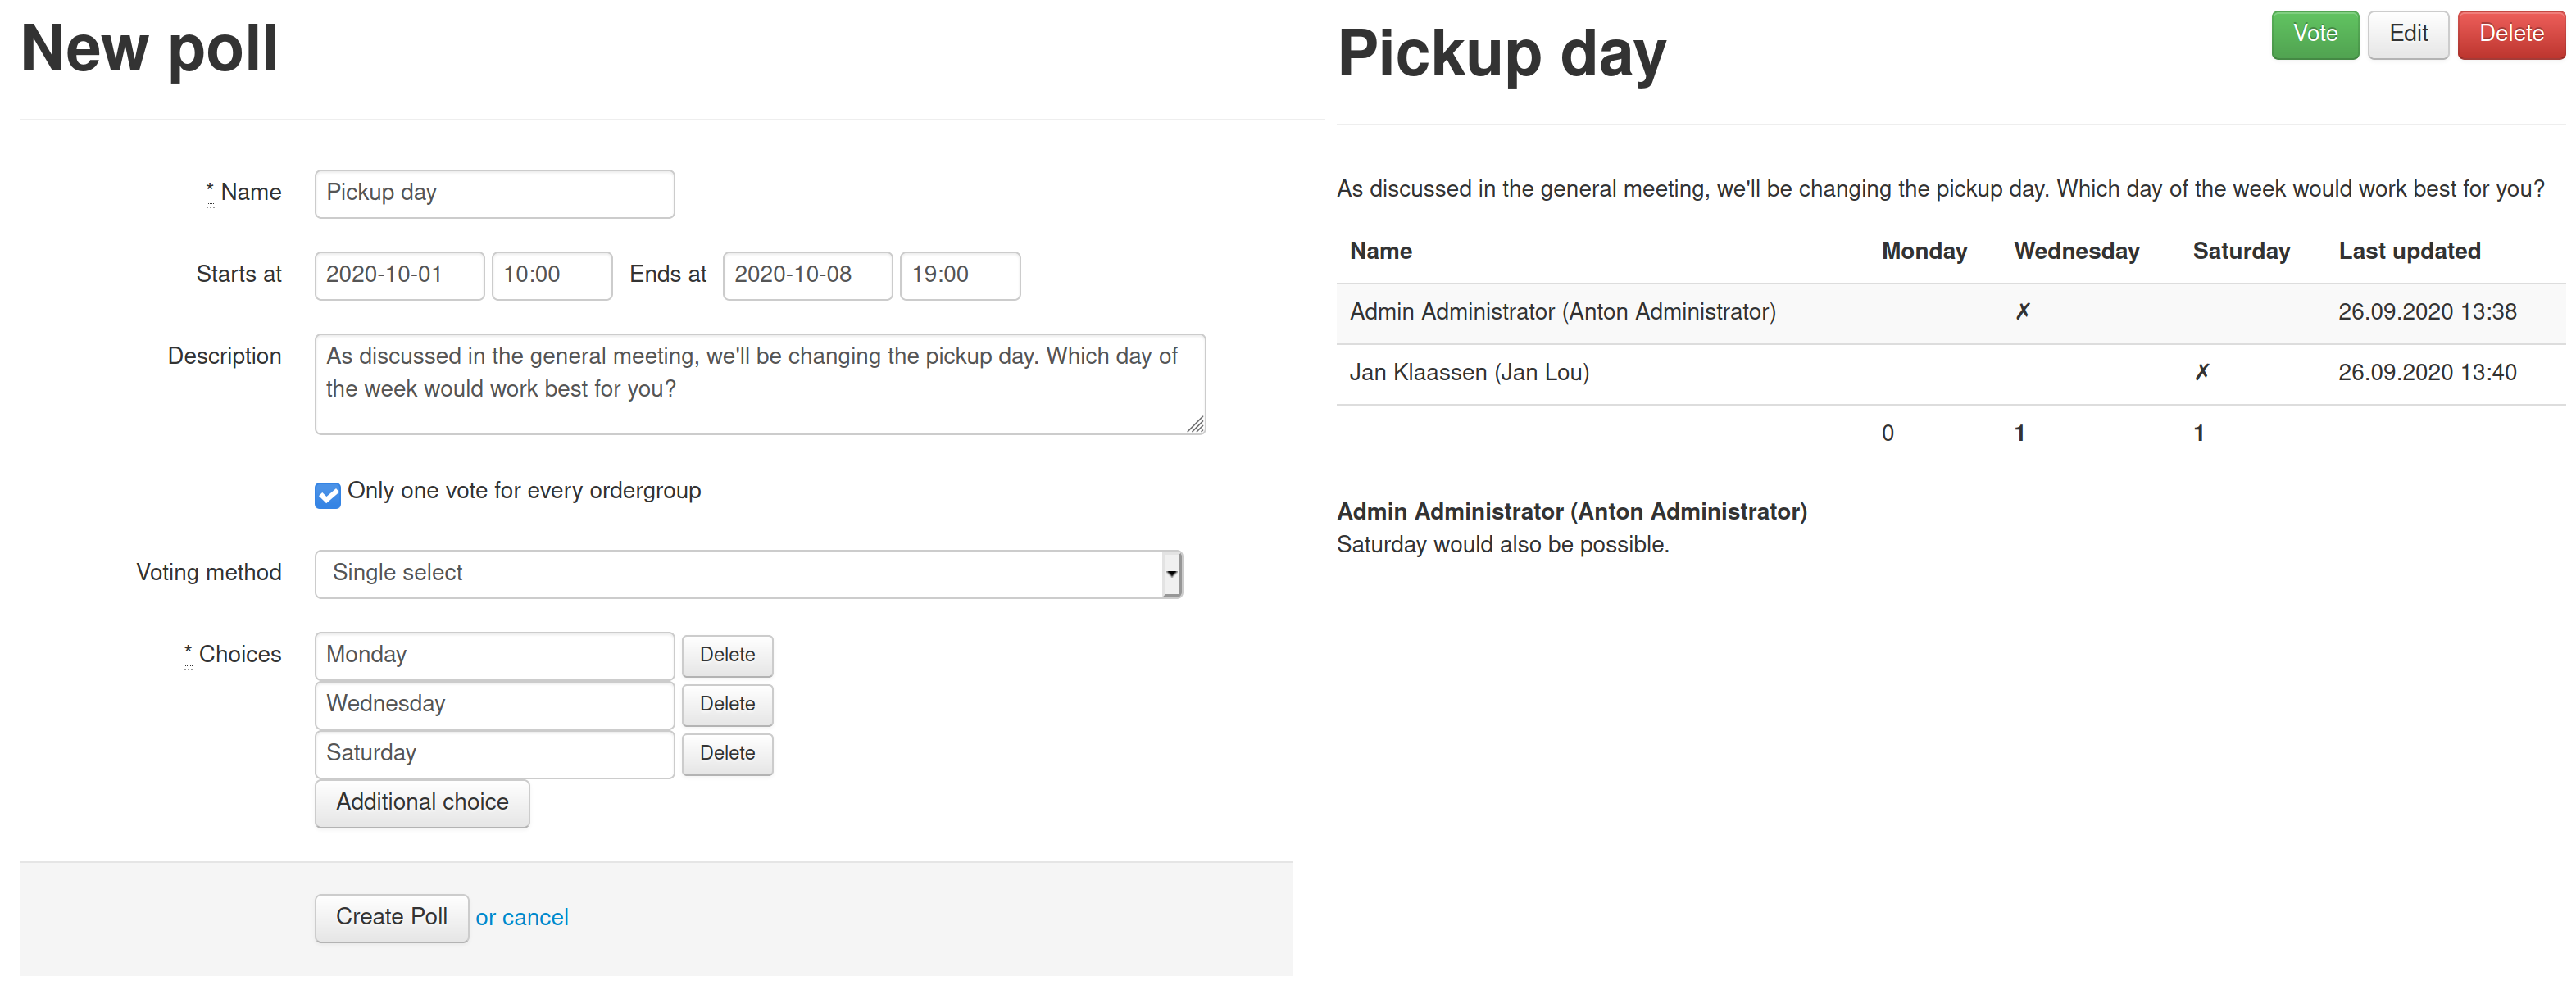 New poll
* Name Pickup day
Starts at 2020-10-01 10:00 Ends at 2020-10-08 19:00
Description As discussed in the general meeting, we'll be changing the pickup day. Which day of
the week would work best for you?
Only one vote for every ordergroup
Voting method Single select
* Choices Monday Delete
Wednesday Delete
Saturday Delete
Additional choice
Create Poll or cancel
Pickup day Vote Edit Delete
As discussed in the general meeting, we'll be changing the pickup day. Which day of the week would work best for you?
Name Monday Wednesday Saturday Last updated
Admin Administrator (Anton Administrator) ✗ 26.09.2020 13:38
Jan Klaassen (Jan Lou) ✗ 26.09.2020 13:40
0 1 1
Admin Administrator (Anton Administrator)
Saturday would also be possible.